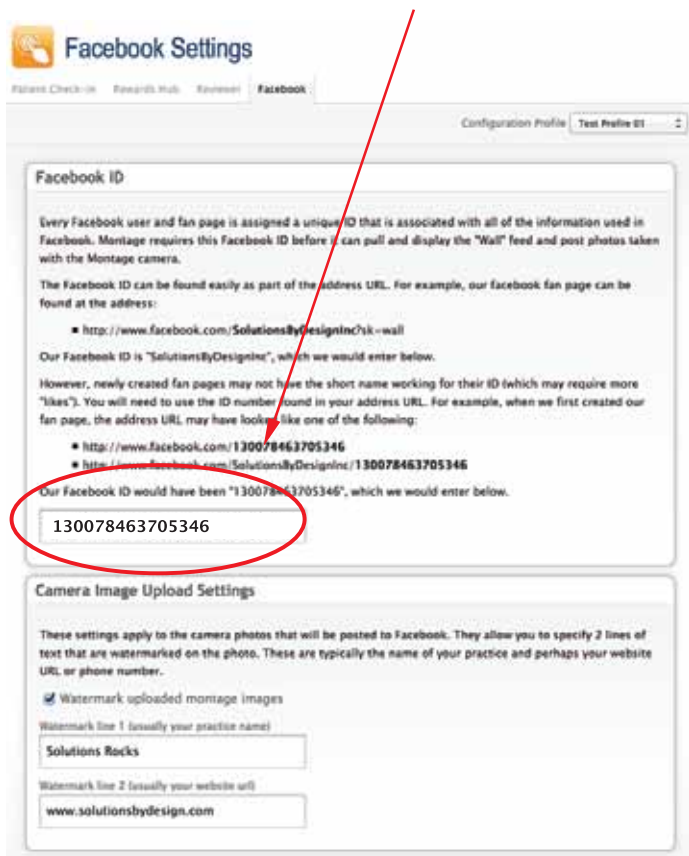 Facebook Settings
Patient Check-in Rewards Hub Reviewer Facebook
Configuration Profile Test Profile 01
Facebook ID
Every Facebook user and fan page is assigned a unique ID that is associated with all of the information used in
Facebook. Montage requires this Facebook ID before it can pull and display the "Wall" feed and post photos taken
with the Montage camera.
The Facebook ID can be found easily as part of the address URL. For example, our facebook fan page can be
found at the address:
http://www.facebook.com/SolutionsByDesignInc?sk=wall
Our Facebook ID is "SolutionsByDesignInc", which we would enter below.
However, newly created fan pages may not have the short name working for their ID (which may require more
"likes"). You will need to use the ID number found in your address URL. For example, when we first created our
fan page, the address URL may have looked like one of the following:
http://www.facebook.com/130078463705346
http://www.facebook.com/SolutionsByDesignInc/130078463705346
Our Facebook ID would have been "130078463705346", which we would enter below.
130078463705346
Camera Image Upload Settings
These settings apply to the camera photos that will be posted to Facebook. They allow you to specify 2 lines of
text that are watermarked on the photo. These are typically the name of your practice and perhaps your website
URL or phone number.
Watermark uploaded montage images
Watermark line 1 (usually your practice name)
Solutions Rocks
Watermark line 2 (usually your website url)
www.solutionsbydesign.com